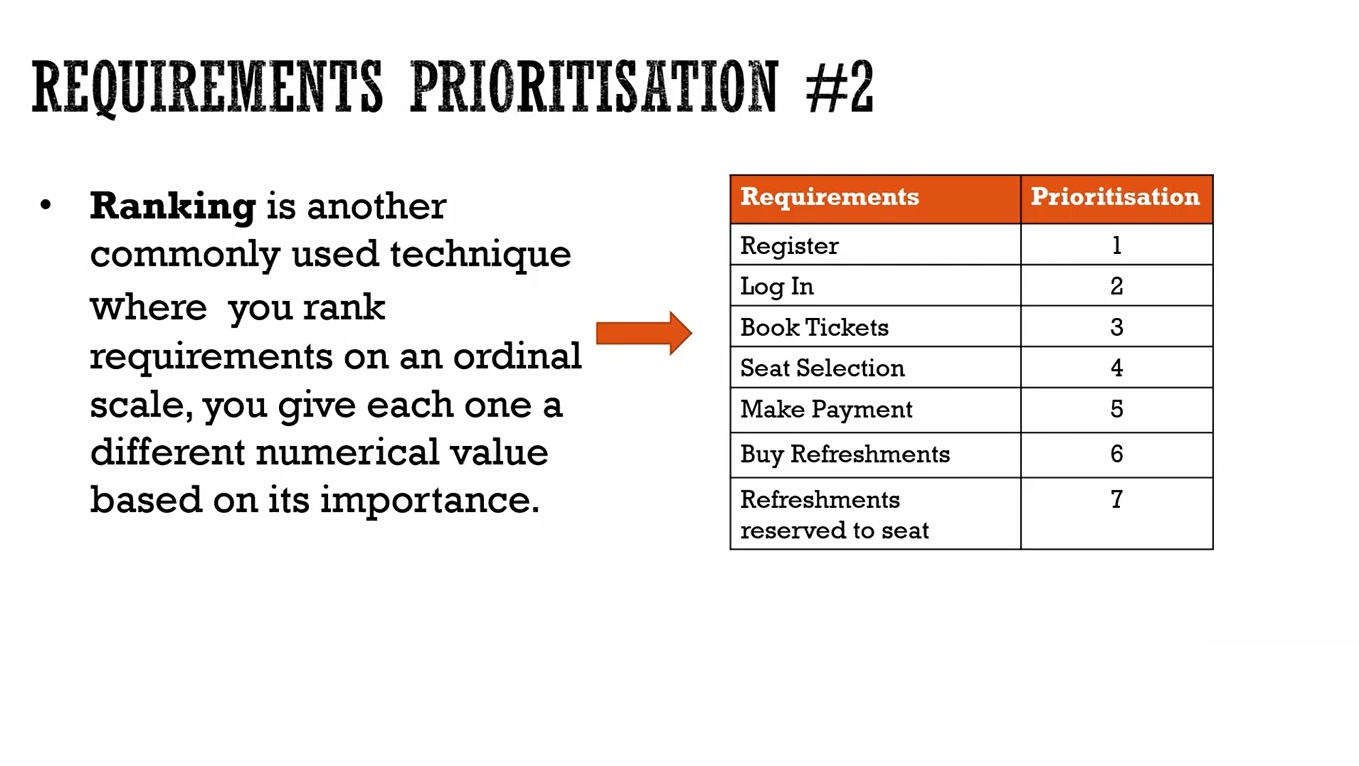 REQUIREMENTS PRIORITISATION #2
• Ranking is another
commonly used technique
where you rank
requirements on an ordinal
scale, you give each one a
different numerical value
based on its importance.
Requirements Prioritisation
Register 1
Log In 2
Book Tickets 3
Seat Selection 4
Make Payment 5
Buy Refreshments 6
Refreshments 7
reserved to seat